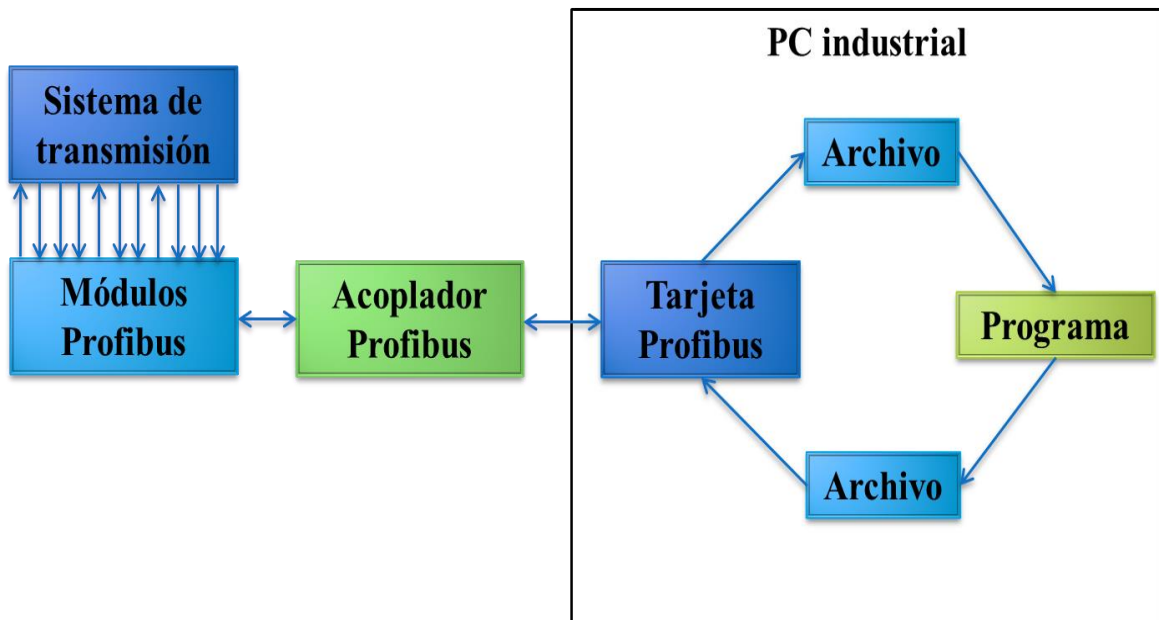 PC industrial
Sistema de
transmisión
Módulos
Profibus
Acoplador
Profibus
Tarjeta
Profibus
Archivo
Programa
Archivo